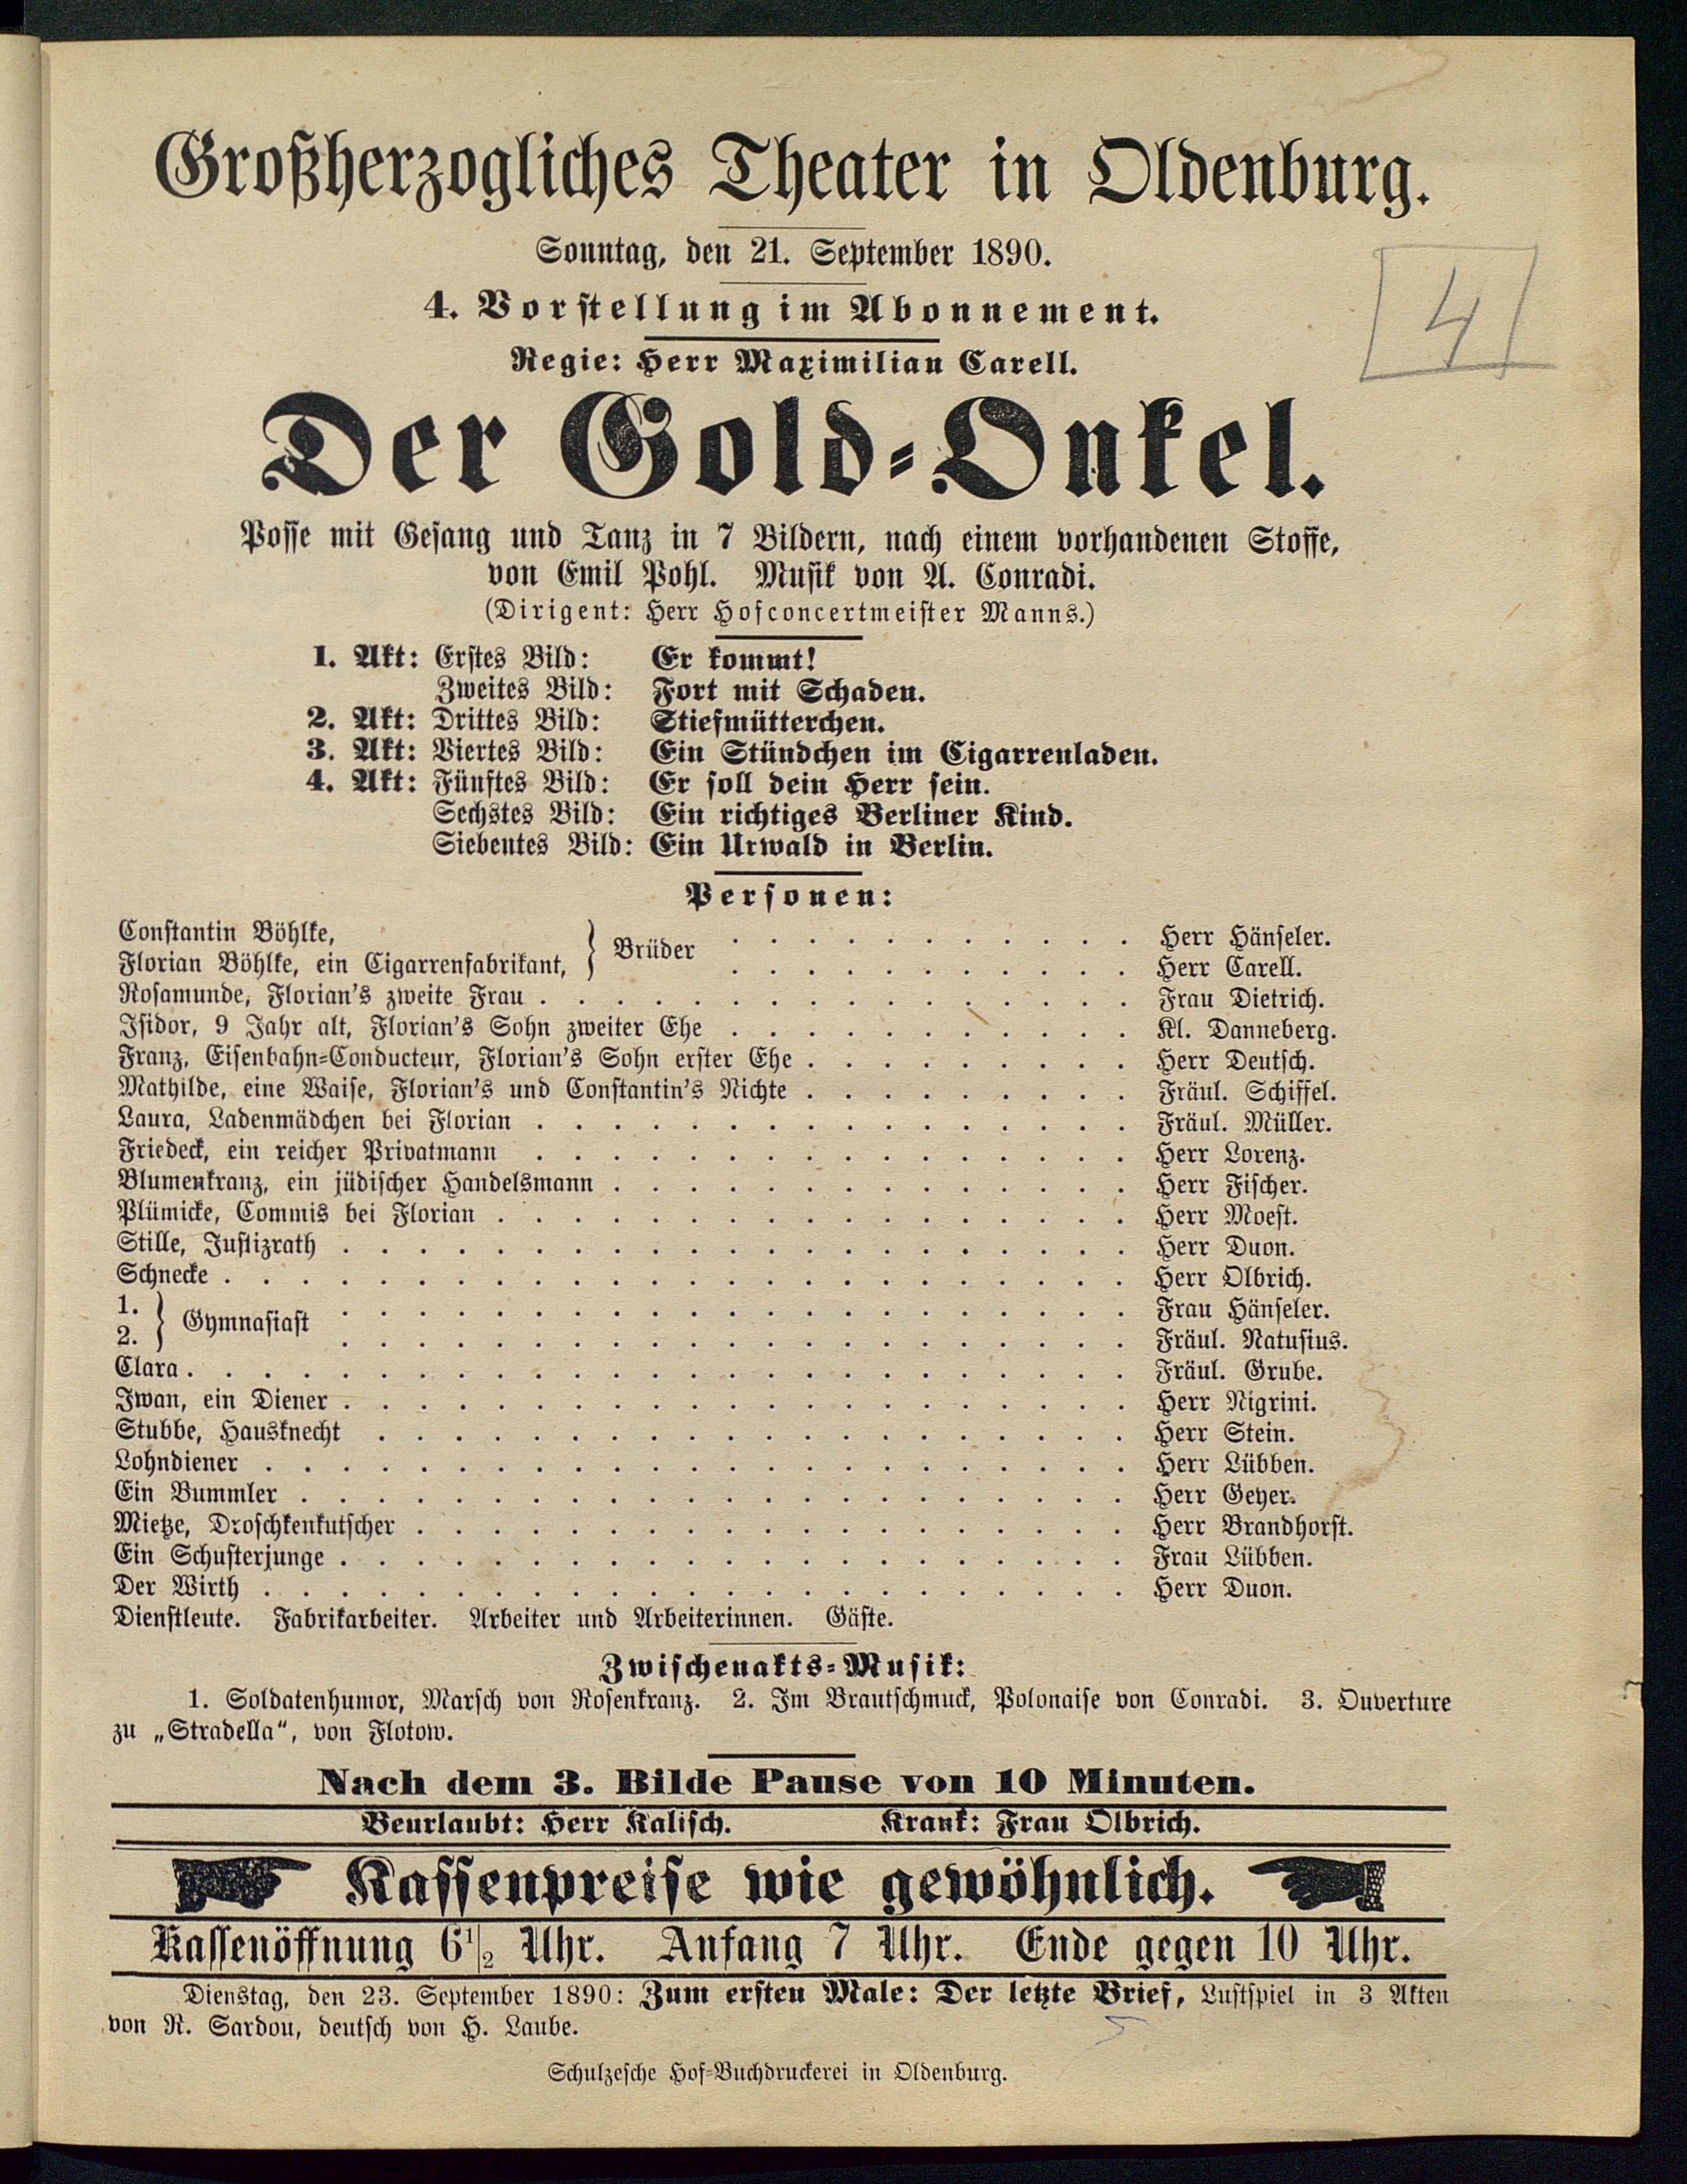 Großherzogliches Theater in Oldenburg.
Sonntag, den 21. September 1890.
4. Vorstellung im Abonnement.
4
Regie: Herr Maximilian Carell.
Der Gold-Onkel.
Posse mit Gesang und Tanz in 7 Bildern, nach einem vorhandenen Stoffe,
von Emil Pohl. Musik von A. Conradi.
(Dirigent: Herr Hofconcertmeister Manns.)
1. Akt: Erstes Bild: Er kommt!
Zweites Bild: Fort mit Schaden.
2. Akt: Drittes Bild: Stiefmütterchen.
3. Akt: Viertes Bild: Ein Stündchen im Cigarrenladen.
4. Akt: Fünftes Bild: Er soll dein Herr sein.
Sechstes Bild: Ein richtiges Berliner Kind.
Siebentes Bild: Ein Urwald in Berlin.
Personen:
Constantin Böhlke, } Brüder . . . . . . . . . . . Herr Hänseler.
Florian Böhlke, ein Cigarrenfabrikant, . . . . . . . . . . . Herr Carell.
Rosamunde, Florian's zweite Frau . . . . . . . . . . . . . . . . Frau Dietrich.
Isidor, 9 Jahr alt, Florian's Sohn zweiter Ehe . . . . . . . . . . . Kl. Danneberg.
Franz, Eisenbahn-Conducteur, Florian's Sohn erster Ehe . . . . . . . . . Herr Deutsch.
Mathilde, eine Waise, Florian's und Constantin's Nichte . . . . . . . . . Fräul. Schiffel.
Laura, Ladenmädchen bei Florian . . . . . . . . . . . . . . . . Fräul. Müller.
Friedeck, ein reicher Privatmann . . . . . . . . . . . . . . . . Herr Lorenz.
Blumenkranz, ein jüdischer Handelsmann . . . . . . . . . . . . . . Herr Fischer.
Plümicke, Commis bei Florian . . . . . . . . . . . . . . . . . Herr Moest.
Stille, Justizrath . . . . . . . . . . . . . . . . . . . . . Herr Duon.
Schnecke . . . . . . . . . . . . . . . . . . . . . . . . Herr Olbrich.
1. } Gymnasiast . . . . . . . . . . . . . . . . . . . . . Frau Hänseler.
2. . . . . . . . . . . . . . . . . . . . . . Fräul. Natusius.
Clara . . . . . . . . . . . . . . . . . . . . . . . . . Fräul. Grube.
Iwan, ein Diener . . . . . . . . . . . . . . . . . . . . . Herr Nigrini.
Stubbe, Hausknecht . . . . . . . . . . . . . . . . . . . . Herr Stein.
Lohndiener . . . . . . . . . . . . . . . . . . . . . . . Herr Lübben.
Ein Bummler . . . . . . . . . . . . . . . . . . . . . . Herr Geyer.
Mietze, Droschkenkutscher . . . . . . . . . . . . . . . . . . . Herr Brandhorst.
Ein Schusterjunge . . . . . . . . . . . . . . . . . . . . . Frau Lübben.
Der Wirth . . . . . . . . . . . . . . . . . . . . . . . Herr Duon.
Dienstleute. Fabrikarbeiter. Arbeiter und Arbeiterinnen. Gäste.
Zwischenakts-Musik:
1. Soldatenhumor, Marsch von Rosenkranz. 2. Im Brautschmuck, Polonaise von Conradi. 3. Ouverture
zu „Stradella“, von Flotow.
Nach dem 3. Bilde Pause von 10 Minuten.
Beurlaubt: Herr Kalisch. Krank: Frau Olbrich.
Kassenpreise wie gewöhnlich.
Kassenöffnung 6 1/2 Uhr. Anfang 7 Uhr. Ende gegen 10 Uhr.
Dienstag, den 23. September 1890: Zum ersten Male: Der letzte Brief, Lustspiel in 3 Akten
von R. Sardou, deutsch von H. Laube.
Schulzesche Hof-Buchdruckerei in Oldenburg.